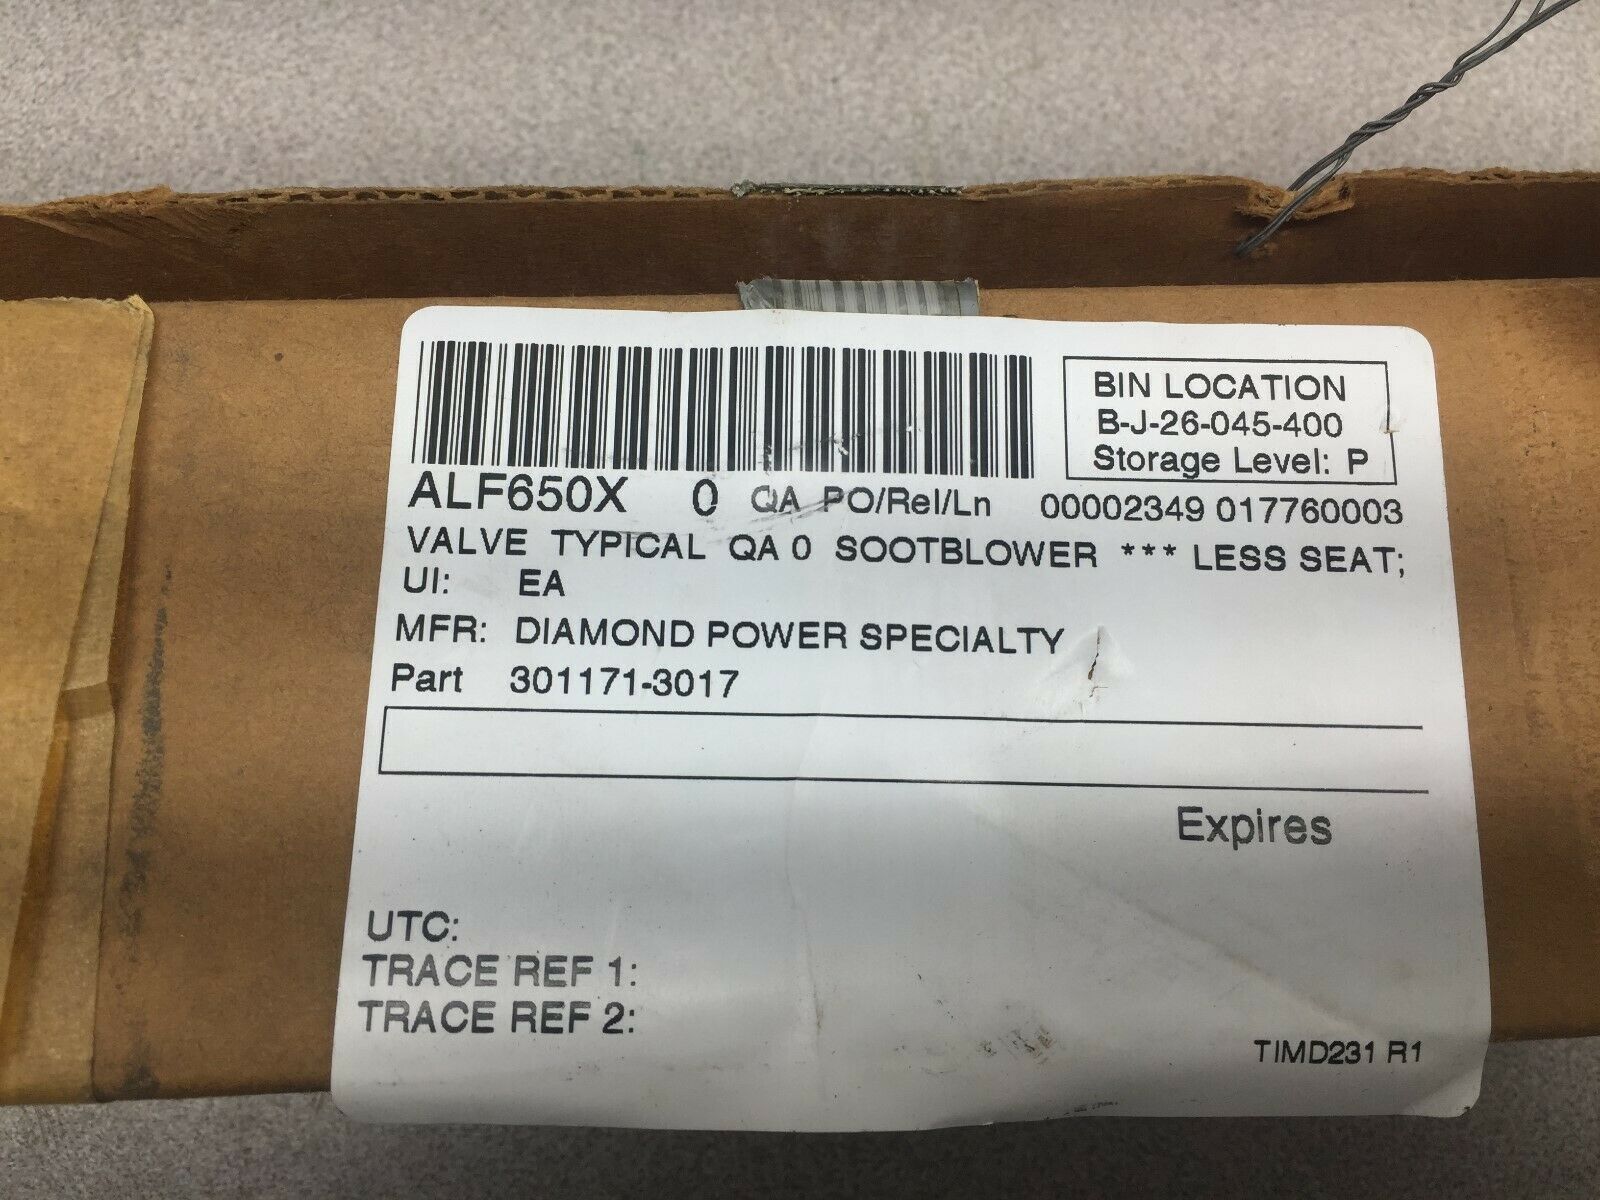 BIN LOCATION
B-J-26-045-400
Storage Level: P
ALF650X 0 QA PO/Rel/Ln 00002349 017760003
VALVE TYPICAL QA 0 SOOTBLOWER *** LESS SEAT;
UI: EA
MFR: DIAMOND POWER SPECIALTY
Part 301171-3017
Expires
UTC:
TRACE REF 1:
TRACE REF 2:
TIMD231 R1